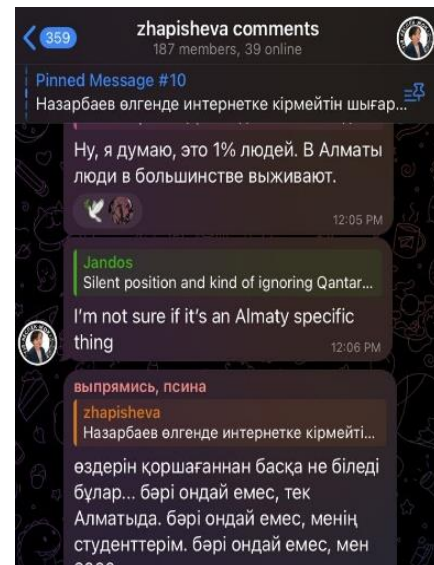 359
zhapisheva comments
187 members, 39 online
Pinned Message #10
Назарбаев өлгенде интернетке кірмейтін шығар...
Ну, я думаю, это 1% людей. В Алматы
люди в большинстве выживают.
12:05 PM
Jandos
Silent position and kind of ignoring Qantar...
I'm not sure if it's an Almaty specific
thing
12:06 PM
выпрямись, псина
zhapisheva
Назарбаев өлгенде интернетке кірмейті...
өздерін қоршағаннан басқа не біледі
бұлар... бәрі ондай емес, тек
Алматыда. бәрі ондай емес, менің
студенттерім. бәрі ондай емес, мен